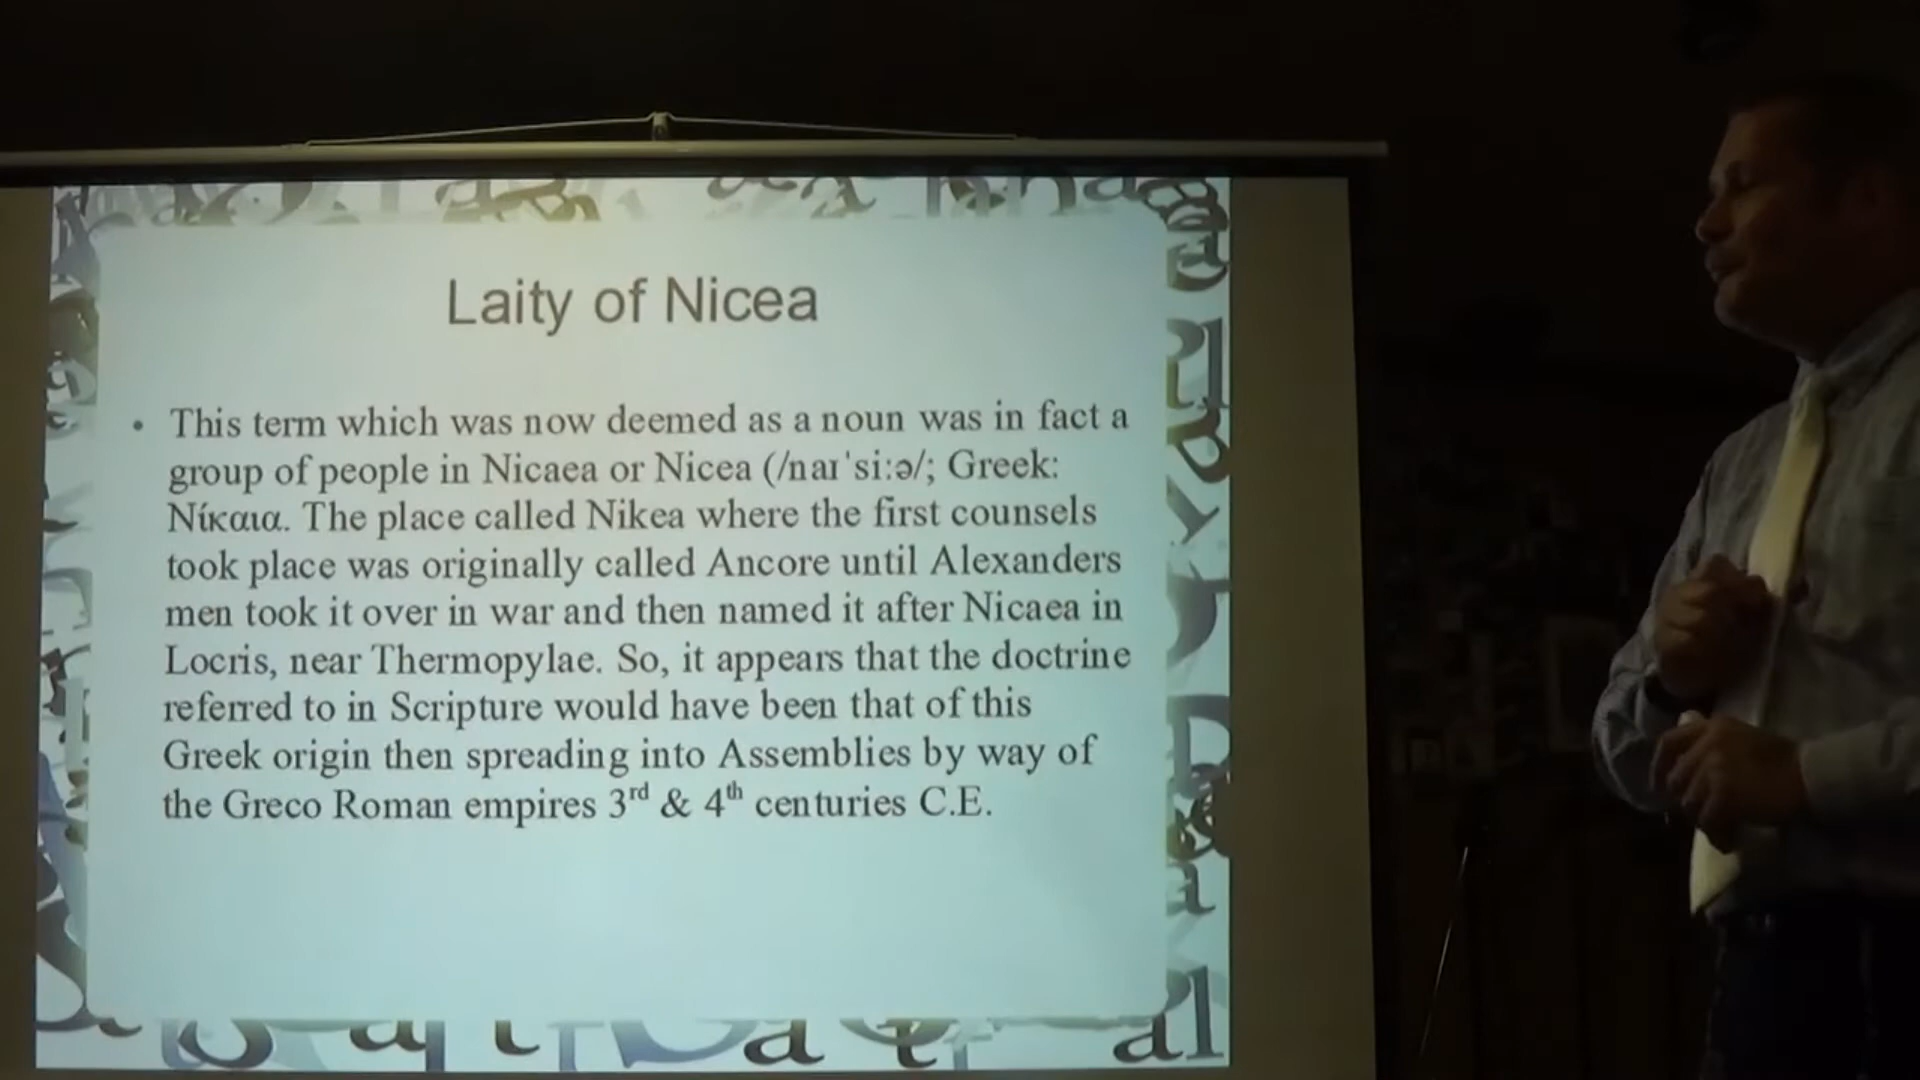 Laity of Nicea
• This term which was now deemed as a noun was in fact a
group of people in Nicaea or Nicea (/naɪˈsiːə/; Greek:
Νίκαια. The place called Nikea where the first counsels
took place was originally called Ancore until Alexanders
men took it over in war and then named it after Nicaea in
Locris, near Thermopylae. So, it appears that the doctrine
referred to in Scripture would have been that of this
Greek origin then spreading into Assemblies by way of
the Greco Roman empires 3rd & 4th centuries C.E.